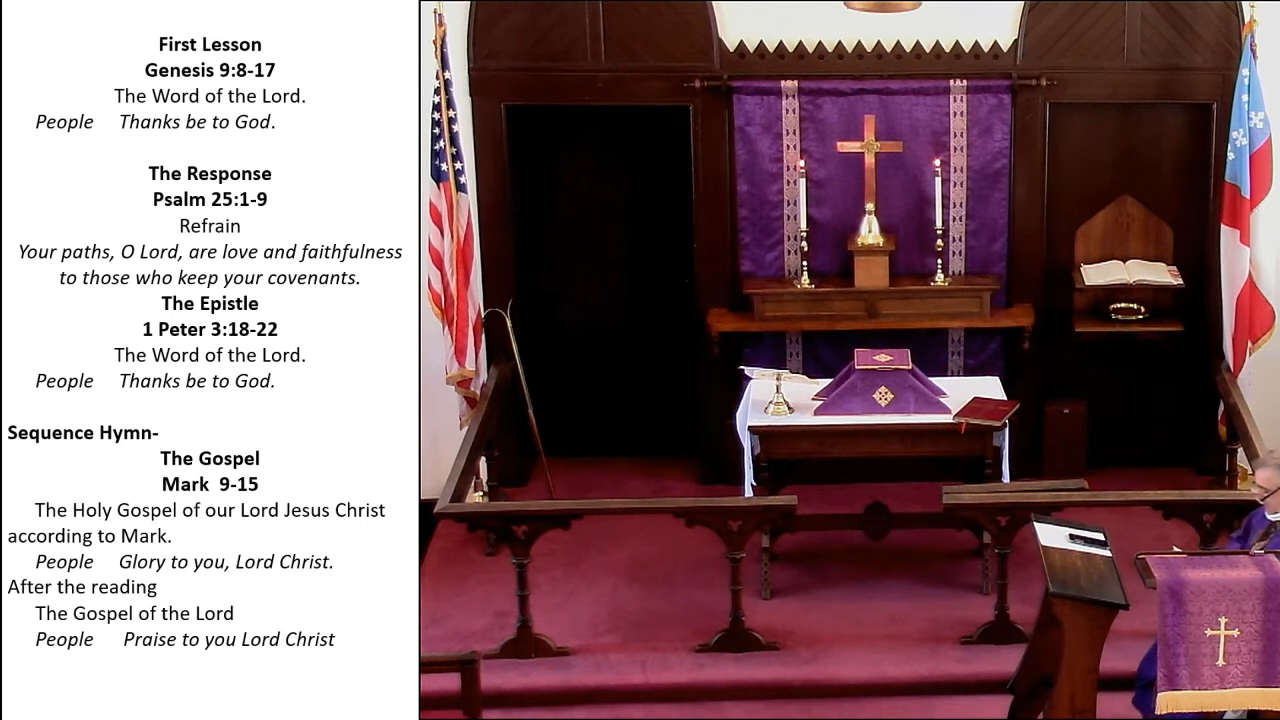 First Lesson
Genesis 9:8-17
The Word of the Lord.
People Thanks be to God.
The Response
Psalm 25:1-9
Refrain
Your paths, O Lord, are love and faithfulness
to those who keep your covenants.
The Epistle
1 Peter 3:18-22
The Word of the Lord.
People Thanks be to God.
Sequence Hymn-
The Gospel
Mark 9-15
The Holy Gospel of our Lord Jesus Christ
according to Mark.
People Glory to you, Lord Christ.
After the reading
The Gospel of the Lord
People Praise to you Lord Christ